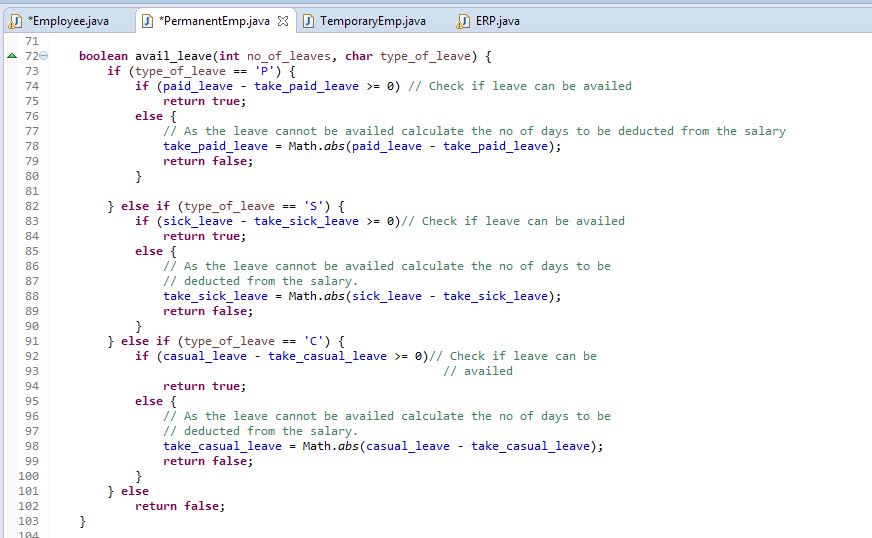 *Employee.java *PermanentEmp.java TemporaryEmp.java ERP.java
71
72 boolean avail_leave(int no_of_leaves, char type_of_leave) {
73 if (type_of_leave == 'P') {
74 if (paid_leave - take_paid_leave >= 0) // Check if leave can be availed
75 return true;
76 else {
77 // As the leave cannot be availed calculate the no of days to be deducted from the salary
78 take_paid_leave = Math.abs(paid_leave - take_paid_leave);
79 return false;
80 }
81
82 } else if (type_of_leave == 'S') {
83 if (sick_leave - take_sick_leave >= 0)// Check if leave can be availed
84 return true;
85 else {
86 // As the leave cannot be availed calculate the no of days to be
87 // deducted from the salary.
88 take_sick_leave = Math.abs(sick_leave - take_sick_leave);
89 return false;
90 }
91 } else if (type_of_leave == 'C') {
92 if (casual_leave - take_casual_leave >= 0)// Check if leave can be
93 // availed
94 return true;
95 else {
96 // As the leave cannot be availed calculate the no of days to be
97 // deducted from the salary.
98 take_casual_leave = Math.abs(casual_leave - take_casual_leave);
99 return false;
100 }
101 } else
102 return false;
103 }
104